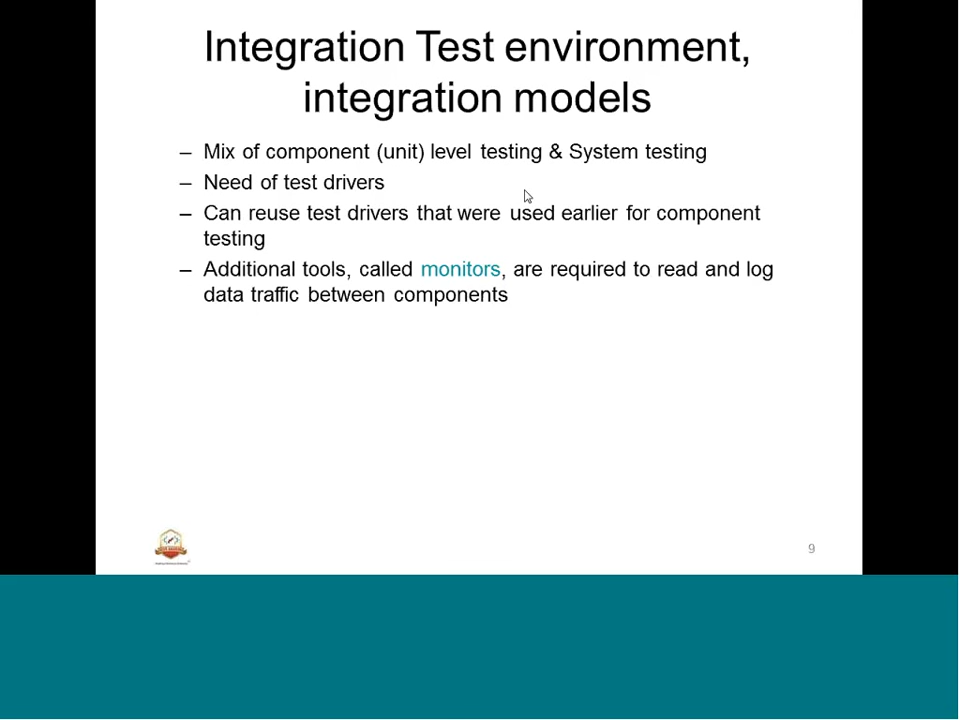 Integration Test environment,
integration models
– Mix of component (unit) level testing & System testing
– Need of test drivers
– Can reuse test drivers that were used earlier for component
testing
– Additional tools, called monitors, are required to read and log
data traffic between components
9